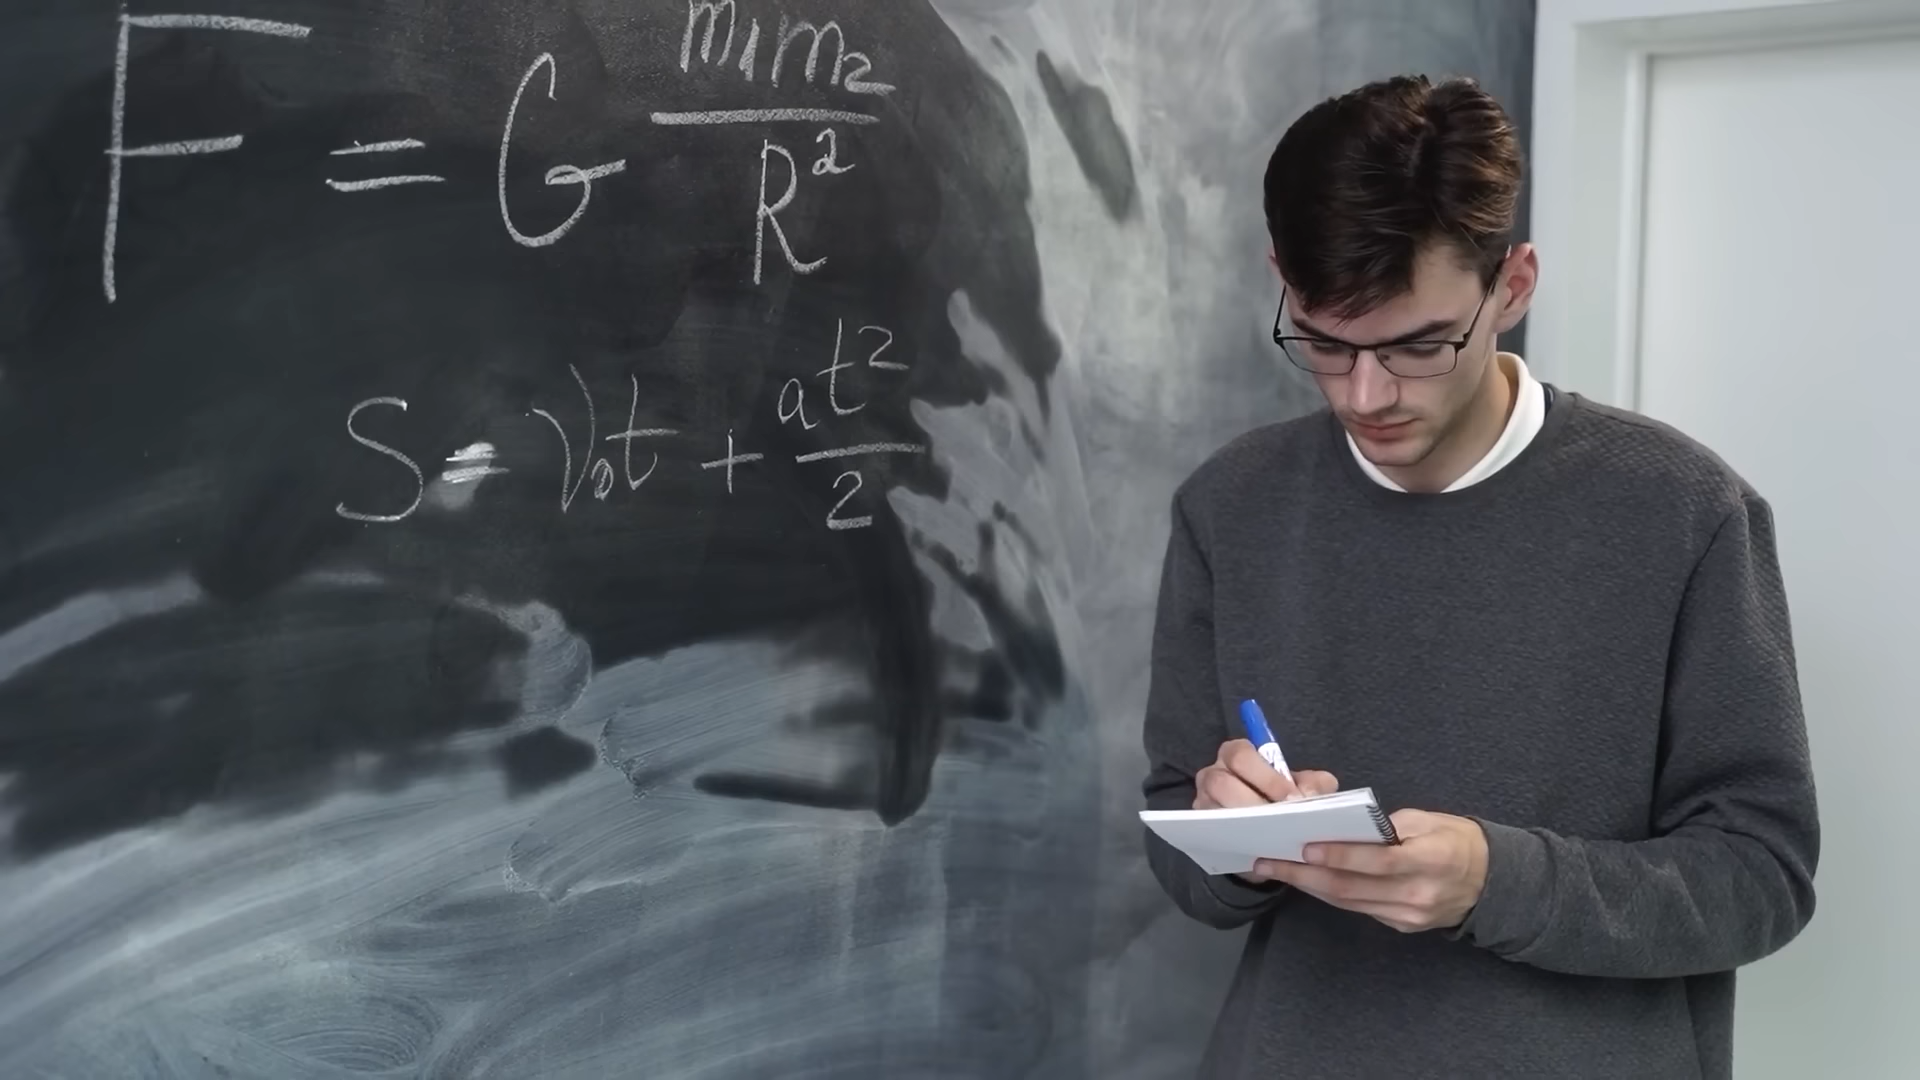 F = G m₁m₂/R²
S = V₀t + at²/2